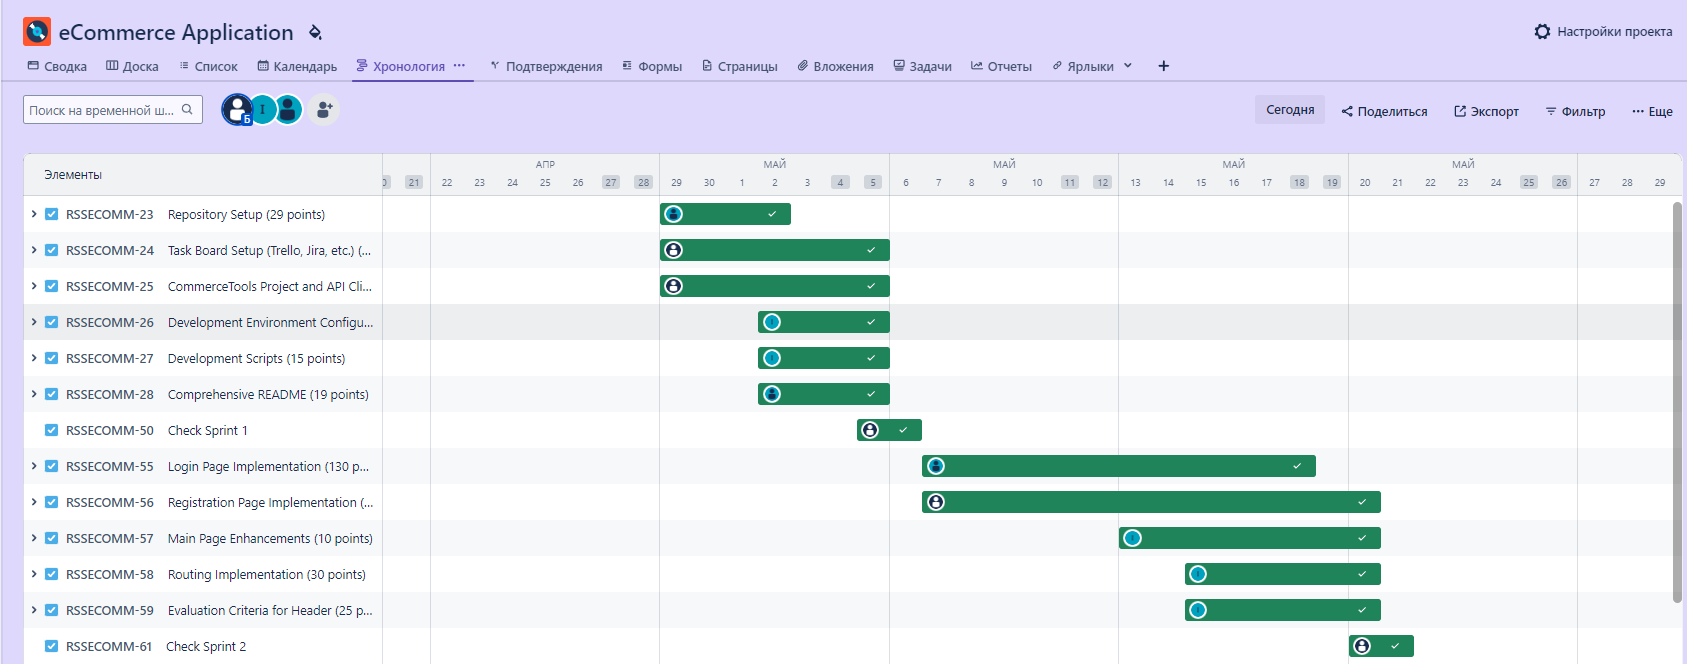 eCommerce Application
Настройки проекта
Сводка Доска Список Календарь Хронология ··· Подтверждения Формы Страницы Вложения Задачи Отчеты Ярлыки +
Поиск на временной ш... Б I Сегодня Поделиться Экспорт Фильтр ··· Еще
Элементы
АПР МАЙ МАЙ МАЙ МАЙ
21 22 23 24 25 26 27 28 29 30 1 2 3 4 5 6 7 8 9 10 11 12 13 14 15 16 17 18 19 20 21 22 23 24 25 26 27 28 29
RSSECOMM-23 Repository Setup (29 points)
RSSECOMM-24 Task Board Setup (Trello, Jira, etc.) (...
RSSECOMM-25 CommerceTools Project and API Cli...
RSSECOMM-26 Development Environment Configu...
RSSECOMM-27 Development Scripts (15 points)
RSSECOMM-28 Comprehensive README (19 points)
RSSECOMM-50 Check Sprint 1
RSSECOMM-55 Login Page Implementation (130 p...
RSSECOMM-56 Registration Page Implementation (...
RSSECOMM-57 Main Page Enhancements (10 points)
RSSECOMM-58 Routing Implementation (30 points)
RSSECOMM-59 Evaluation Criteria for Header (25 p...
RSSECOMM-61 Check Sprint 2